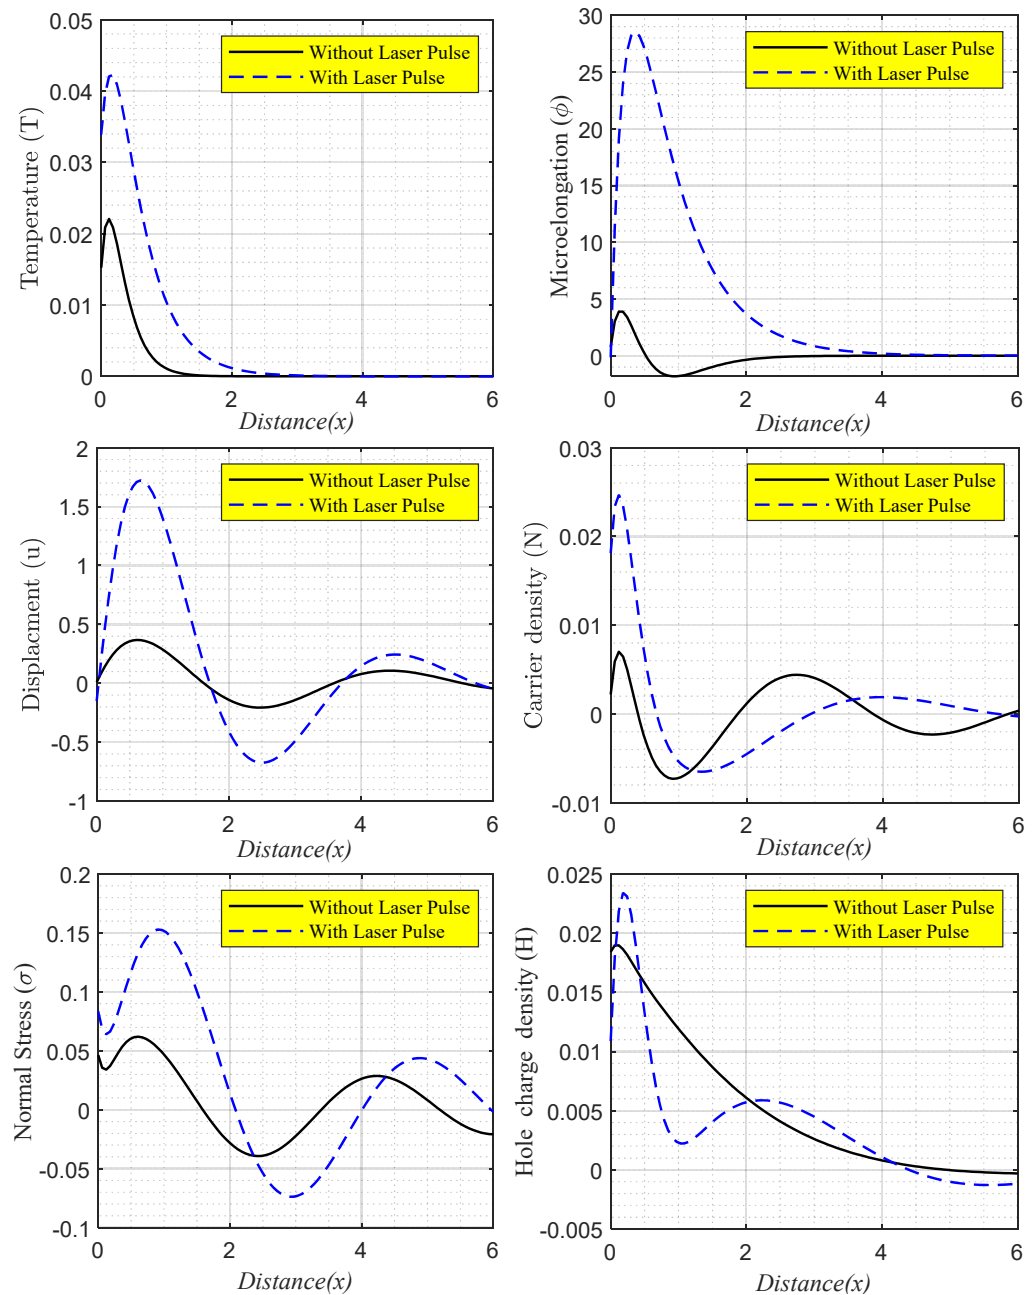 0.05
0.04
0.03
0.02
0.01
0
Temperature (T)
Without Laser Pulse
With Laser Pulse
0 2 4 6
Distance(x)
30
25
20
15
10
5
0
Microelongation (ϕ)
Without Laser Pulse
With Laser Pulse
0 2 4 6
Distance(x)
2
1.5
1
0.5
0
-0.5
-1
Displacment (u)
Without Laser Pulse
With Laser Pulse
0 2 4 6
Distance(x)
0.03
0.02
0.01
0
-0.01
Carrier density (N)
Without Laser Pulse
With Laser Pulse
0 2 4 6
Distance(x)
0.2
0.15
0.1
0.05
0
-0.05
-0.1
Normal Stress (σ)
Without Laser Pulse
With Laser Pulse
0 2 4 6
Distance(x)
0.025
0.02
0.015
0.01
0.005
0
-0.005
Hole charge density (H)
Without Laser Pulse
With Laser Pulse
0 2 4 6
Distance(x)